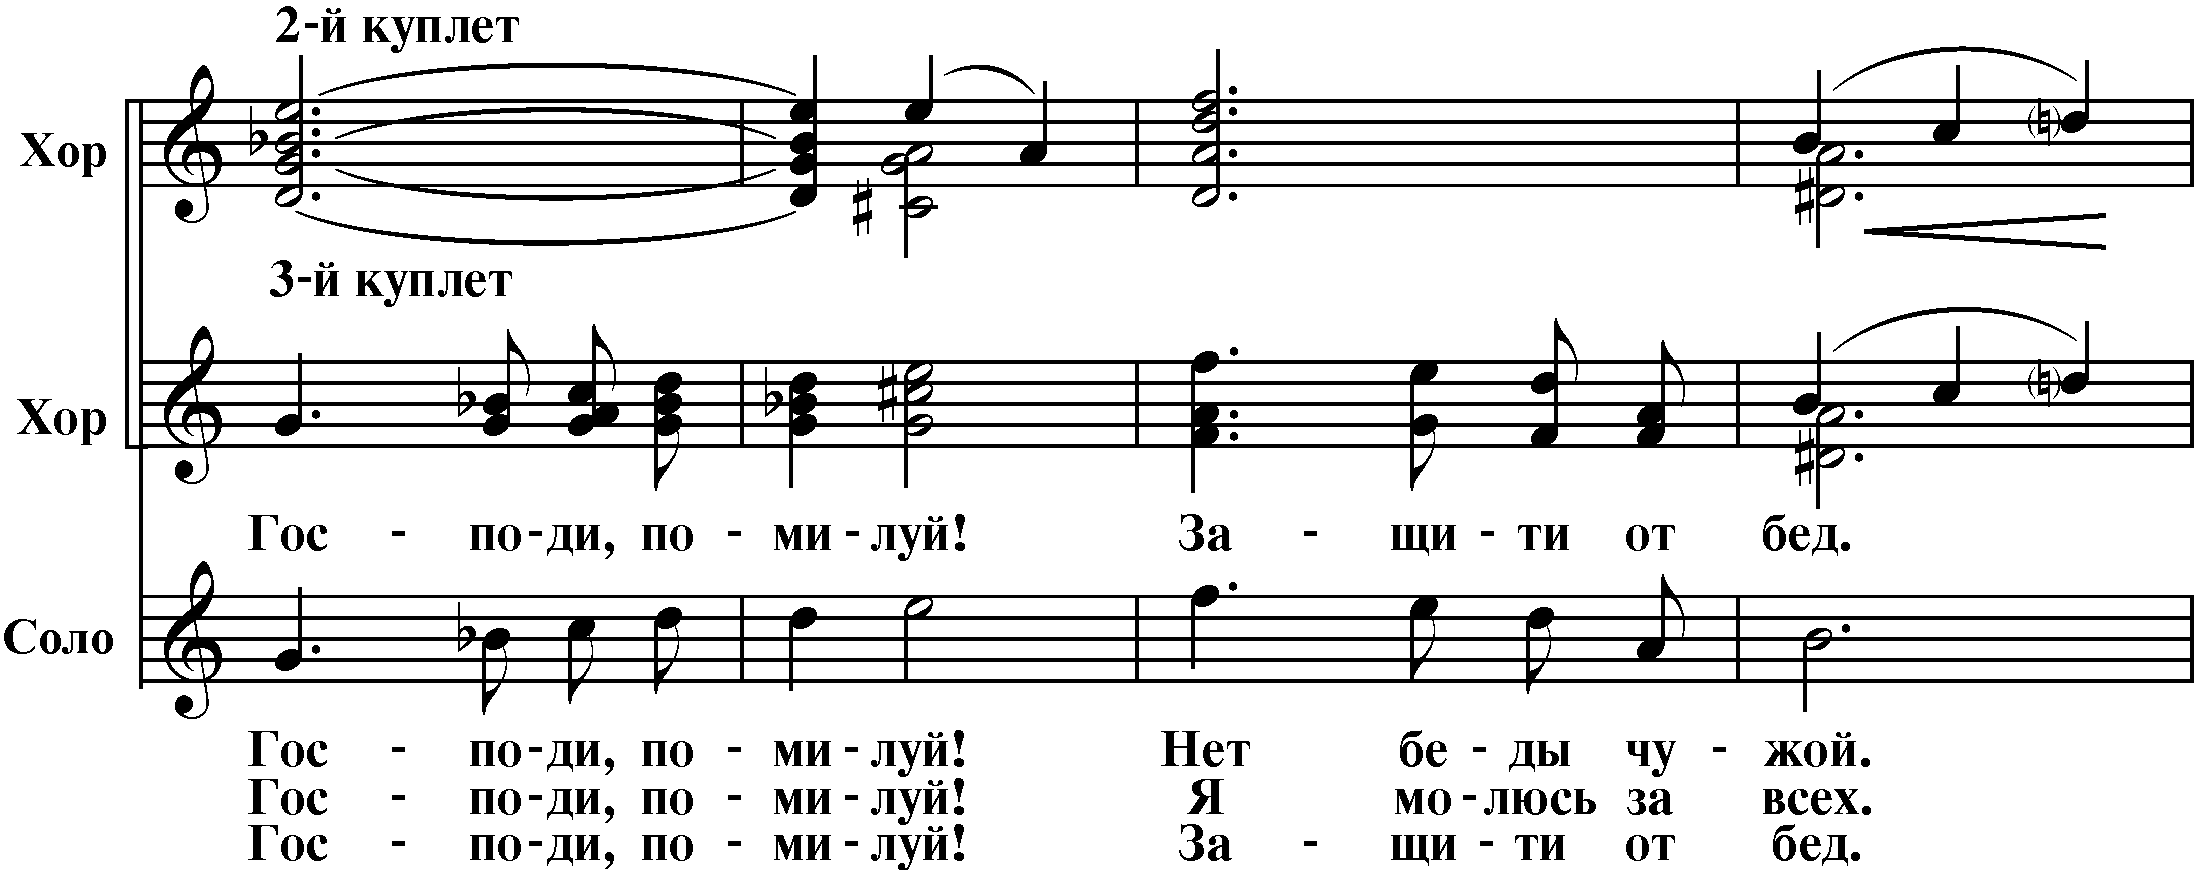 2-й куплет
Хор
3-й куплет
Хор
Гос - по-ди, по - ми-луй! За - щи-ти от бед.
Соло
Гос - по-ди, по - ми-луй! Нет бе-ды чу-жой.
Гос - по-ди, по - ми-луй! Я мо-люсь за всех.
Гос - по-ди, по - ми-луй! За - щи-ти от бед.